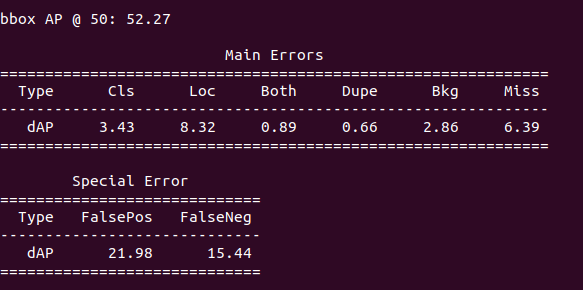 bbox AP @ 50: 52.27
Main Errors
=============================================================
Type Cls Loc Both Dupe Bkg Miss
-------------------------------------------------------------
dAP 3.43 8.32 0.89 0.66 2.86 6.39
=============================================================
Special Error
=============================
Type FalsePos FalseNeg
-----------------------------
dAP 21.98 15.44
=============================